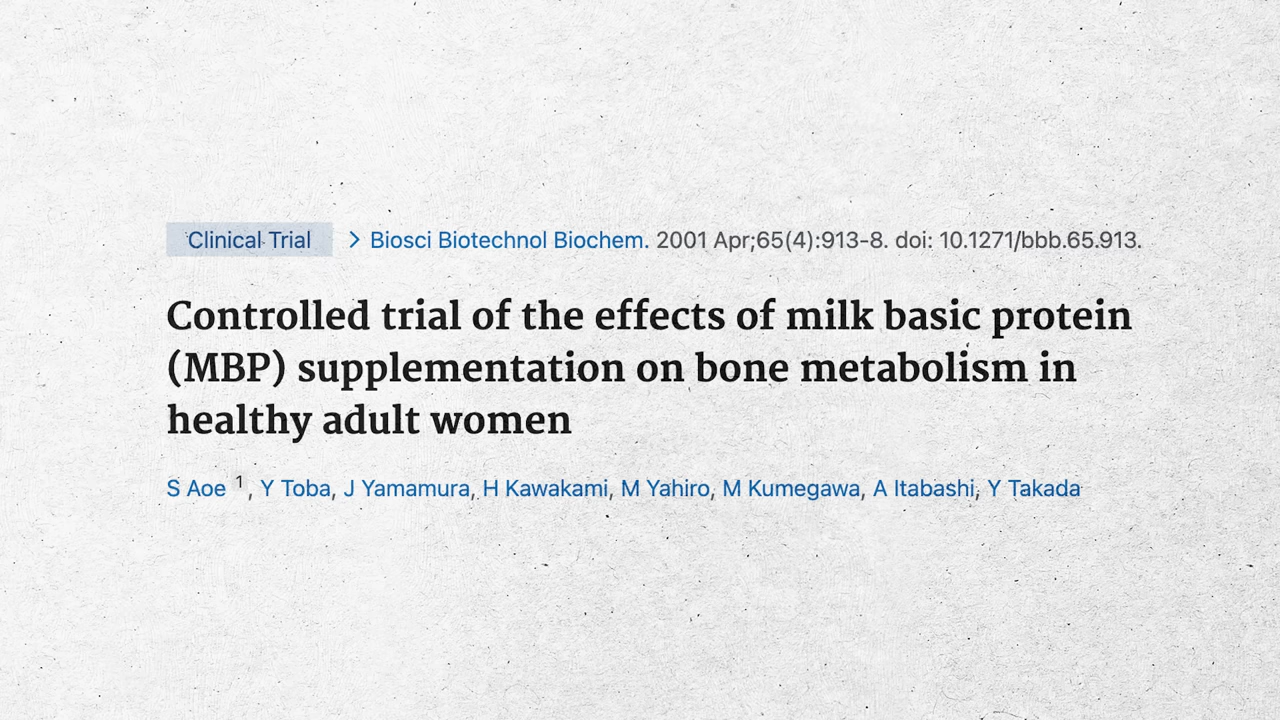 Clinical Trial > Biosci Biotechnol Biochem. 2001 Apr;65(4):913-8. doi: 10.1271/bbb.65.913.
Controlled trial of the effects of milk basic protein
(MBP) supplementation on bone metabolism in
healthy adult women
S Aoe 1, Y Toba, J Yamamura, H Kawakami, M Yahiro, M Kumegawa, A Itabashi, Y Takada